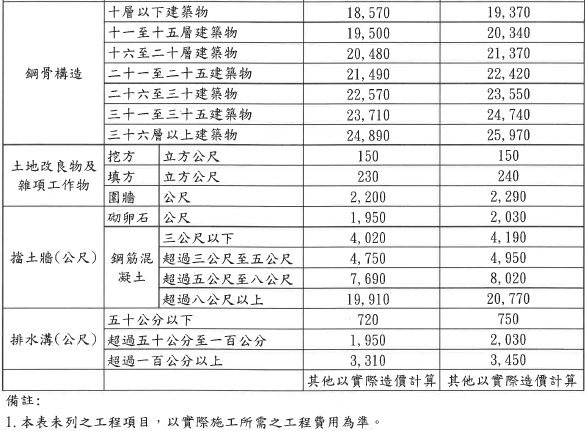 十層以下建築物 18,570 19,370
十一至十五層建築物 19,500 20,340
十六至二十層建築物 20,480 21,370
鋼骨構造 二十一至二十五建築物 21,490 22,420
二十六至三十建築物 22,570 23,550
三十一至三十五建築物 23,710 24,740
三十六層以上建築物 24,890 25,970
土地改良物及雜項工作物 挖方 立方公尺 150 150
填方 立方公尺 230 240
圍牆 公尺 2,200 2,290
擋土牆(公尺) 砌卵石 公尺 1,950 2,030
鋼筋混凝土 三公尺以下 4,020 4,190
超過三公尺至五公尺 4,750 4,950
超過五公尺至八公尺 7,690 8,020
超過八公尺以上 19,910 20,770
排水溝(公尺) 五十公分以下 720 750
超過五十公分至一百公分 1,950 2,030
超過一百公分以上 3,310 3,450
其他以實際造價計算 其他以實際造價計算
備註:
1.本表未列之工程項目，以實際施工所需之工程費用為準。